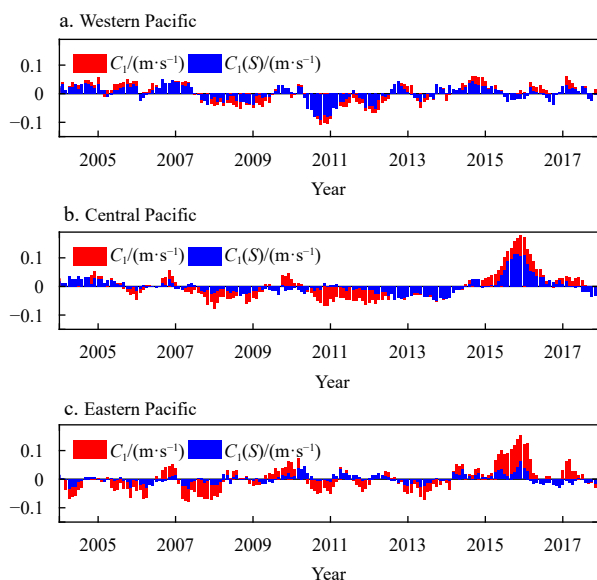 a. Western Pacific
C₁/(m·s⁻¹) C₁(S)/(m·s⁻¹)
0.1
0
−0.1
2005 2007 2009 2011 2013 2015 2017
Year
b. Central Pacific
C₁/(m·s⁻¹) C₁(S)/(m·s⁻¹)
0.1
0
−0.1
2005 2007 2009 2011 2013 2015 2017
Year
c. Eastern Pacific
C₁/(m·s⁻¹) C₁(S)/(m·s⁻¹)
0.1
0
−0.1
2005 2007 2009 2011 2013 2015 2017
Year